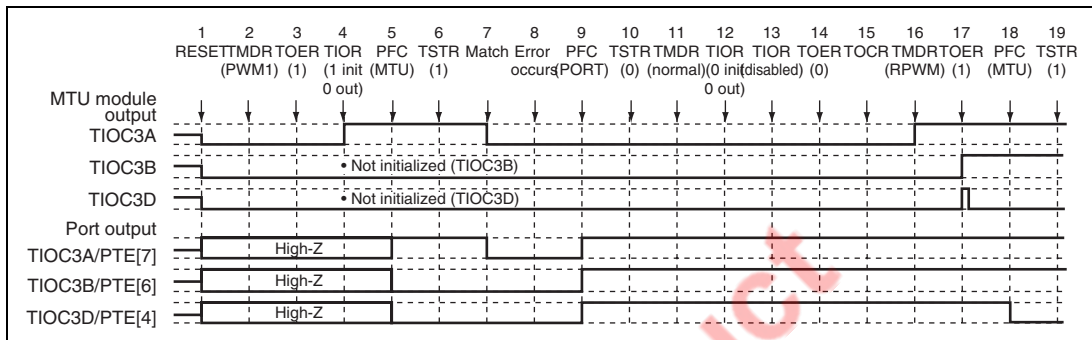 1 2 3 4 5 6 7 8 9 10 11 12 13 14 15 16 17 18 19
RESET TMDR TOER TIOR PFC TSTR Match Error PFC TSTR TMDR TIOR TIOR TOER TOCR TMDR TOER PFC TSTR
(PWM1) (1) (1 init (MTU) (1) occurs (PORT) (0) (normal) (0 init (disabled) (0) (RPWM) (1) (MTU) (1)
0 out) 0 out)
MTU module
output
TIOC3A
TIOC3B • Not initialized (TIOC3B)
TIOC3D • Not initialized (TIOC3D)
Port output
TIOC3A/PTE[7] High-Z
TIOC3B/PTE[6] High-Z
TIOC3D/PTE[4] High-Z
uct